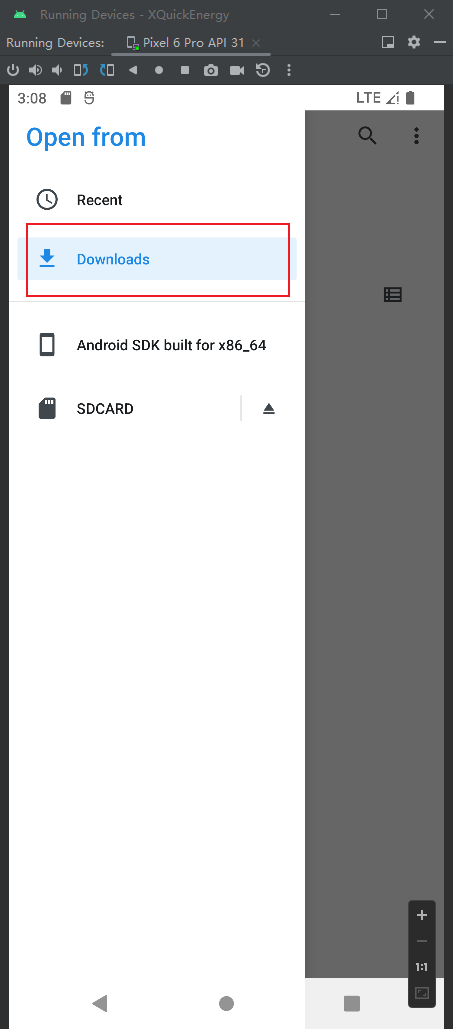 Running Devices - XQuickEnergy
Running Devices: Pixel 6 Pro API 31
3:08 LTE
Open from
Recent
Downloads
Android SDK built for x86_64
SDCARD
1:1